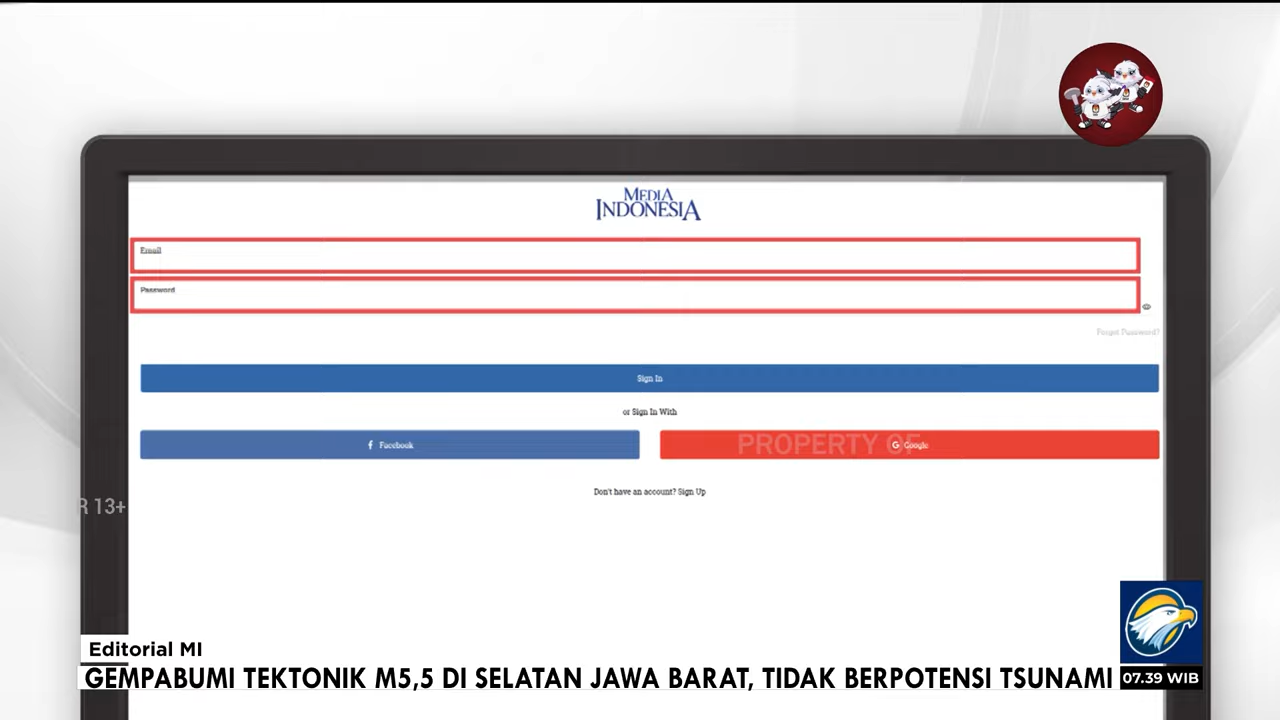 MEDIA
INDONESIA
Email
Password
Forgot Password?
Sign In
or Sign In With
Facebook
PROPERTY OF
G Google
Don't have an account? Sign Up
R 13+
Editorial MI
GEMPABUMI TEKTONIK M5,5 DI SELATAN JAWA BARAT, TIDAK BERPOTENSI TSUNAMI
07.39 WIB